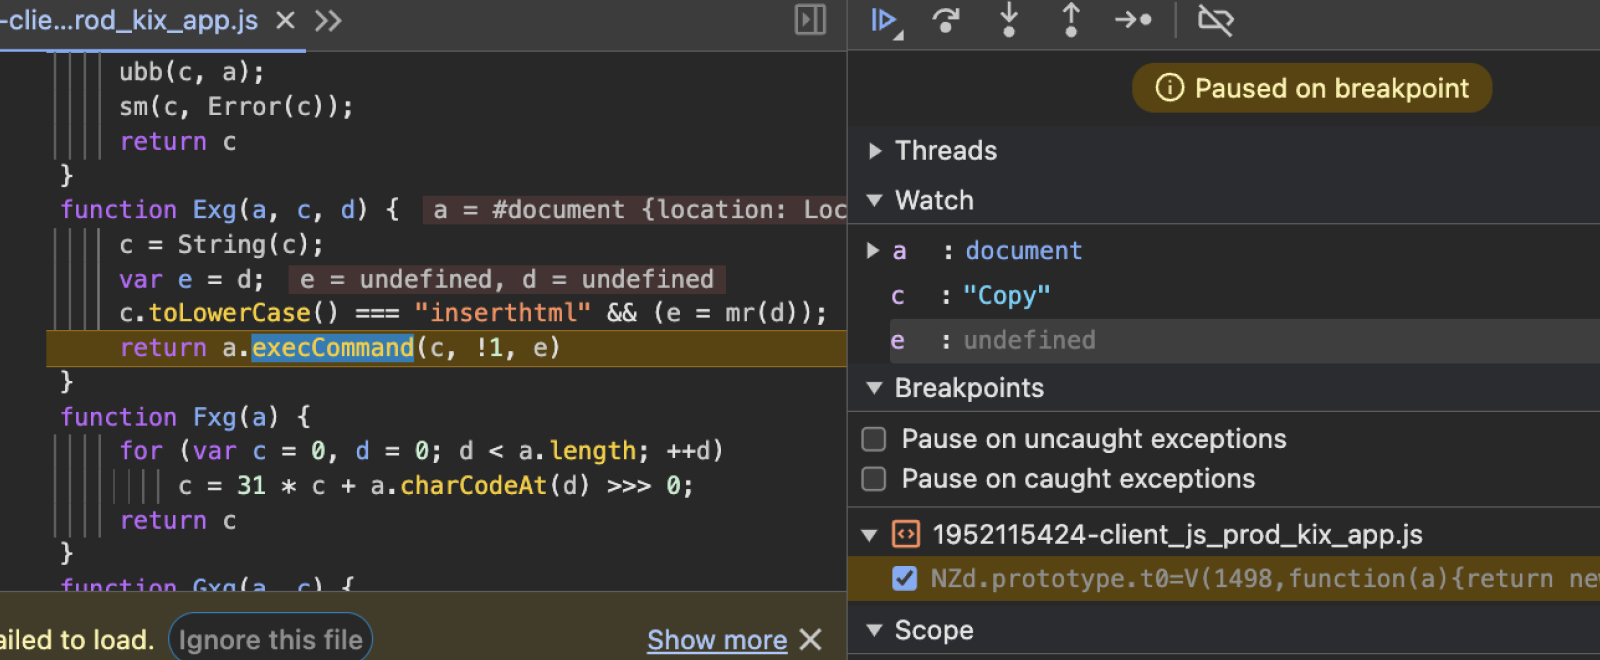 -clie...rod_kix_app.js
ubb(c, a);
sm(c, Error(c));
return c
}
function Exg(a, c, d) { a = #document {location: Loc
c = String(c);
var e = d; e = undefined, d = undefined
c.toLowerCase() === "inserthtml" && (e = mr(d));
return a.execCommand(c, !1, e)
}
function Fxg(a) {
for (var c = 0, d = 0; d < a.length; ++d)
c = 31 * c + a.charCodeAt(d) >>> 0;
return c
}
function Gxg(a, c) {
ailed to load. Ignore this file Show more
Paused on breakpoint
Threads
Watch
a : document
c : "Copy"
e : undefined
Breakpoints
Pause on uncaught exceptions
Pause on caught exceptions
1952115424-client_js_prod_kix_app.js
NZd.prototype.t0=V(1498,function(a){return new
Scope